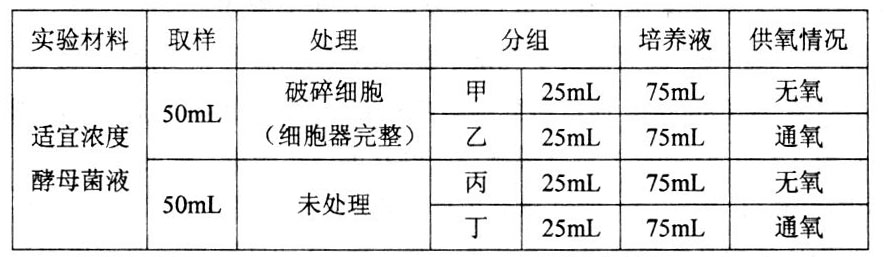 实验材料 取样 处理 分组 培养液 供氧情况
适宜浓度
酵母菌液
50mL
破碎细胞
（细胞器完整）
甲 25mL 75mL 无氧
乙 25mL 75mL 通氧
50mL
未处理
丙 25mL 75mL 无氧
丁 25mL 75mL 通氧